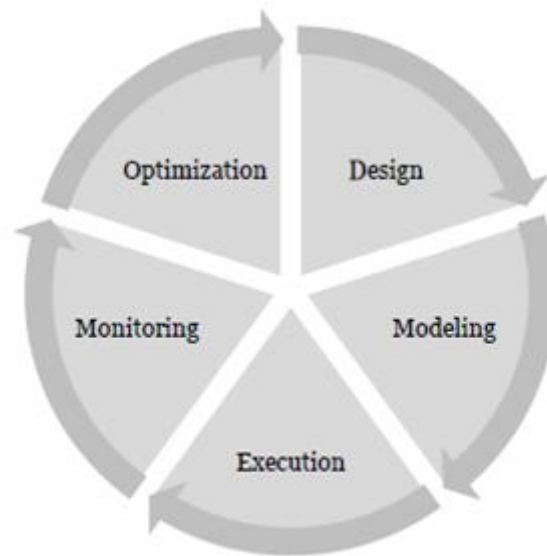 Optimization
Design
Monitoring
Modeling
Execution